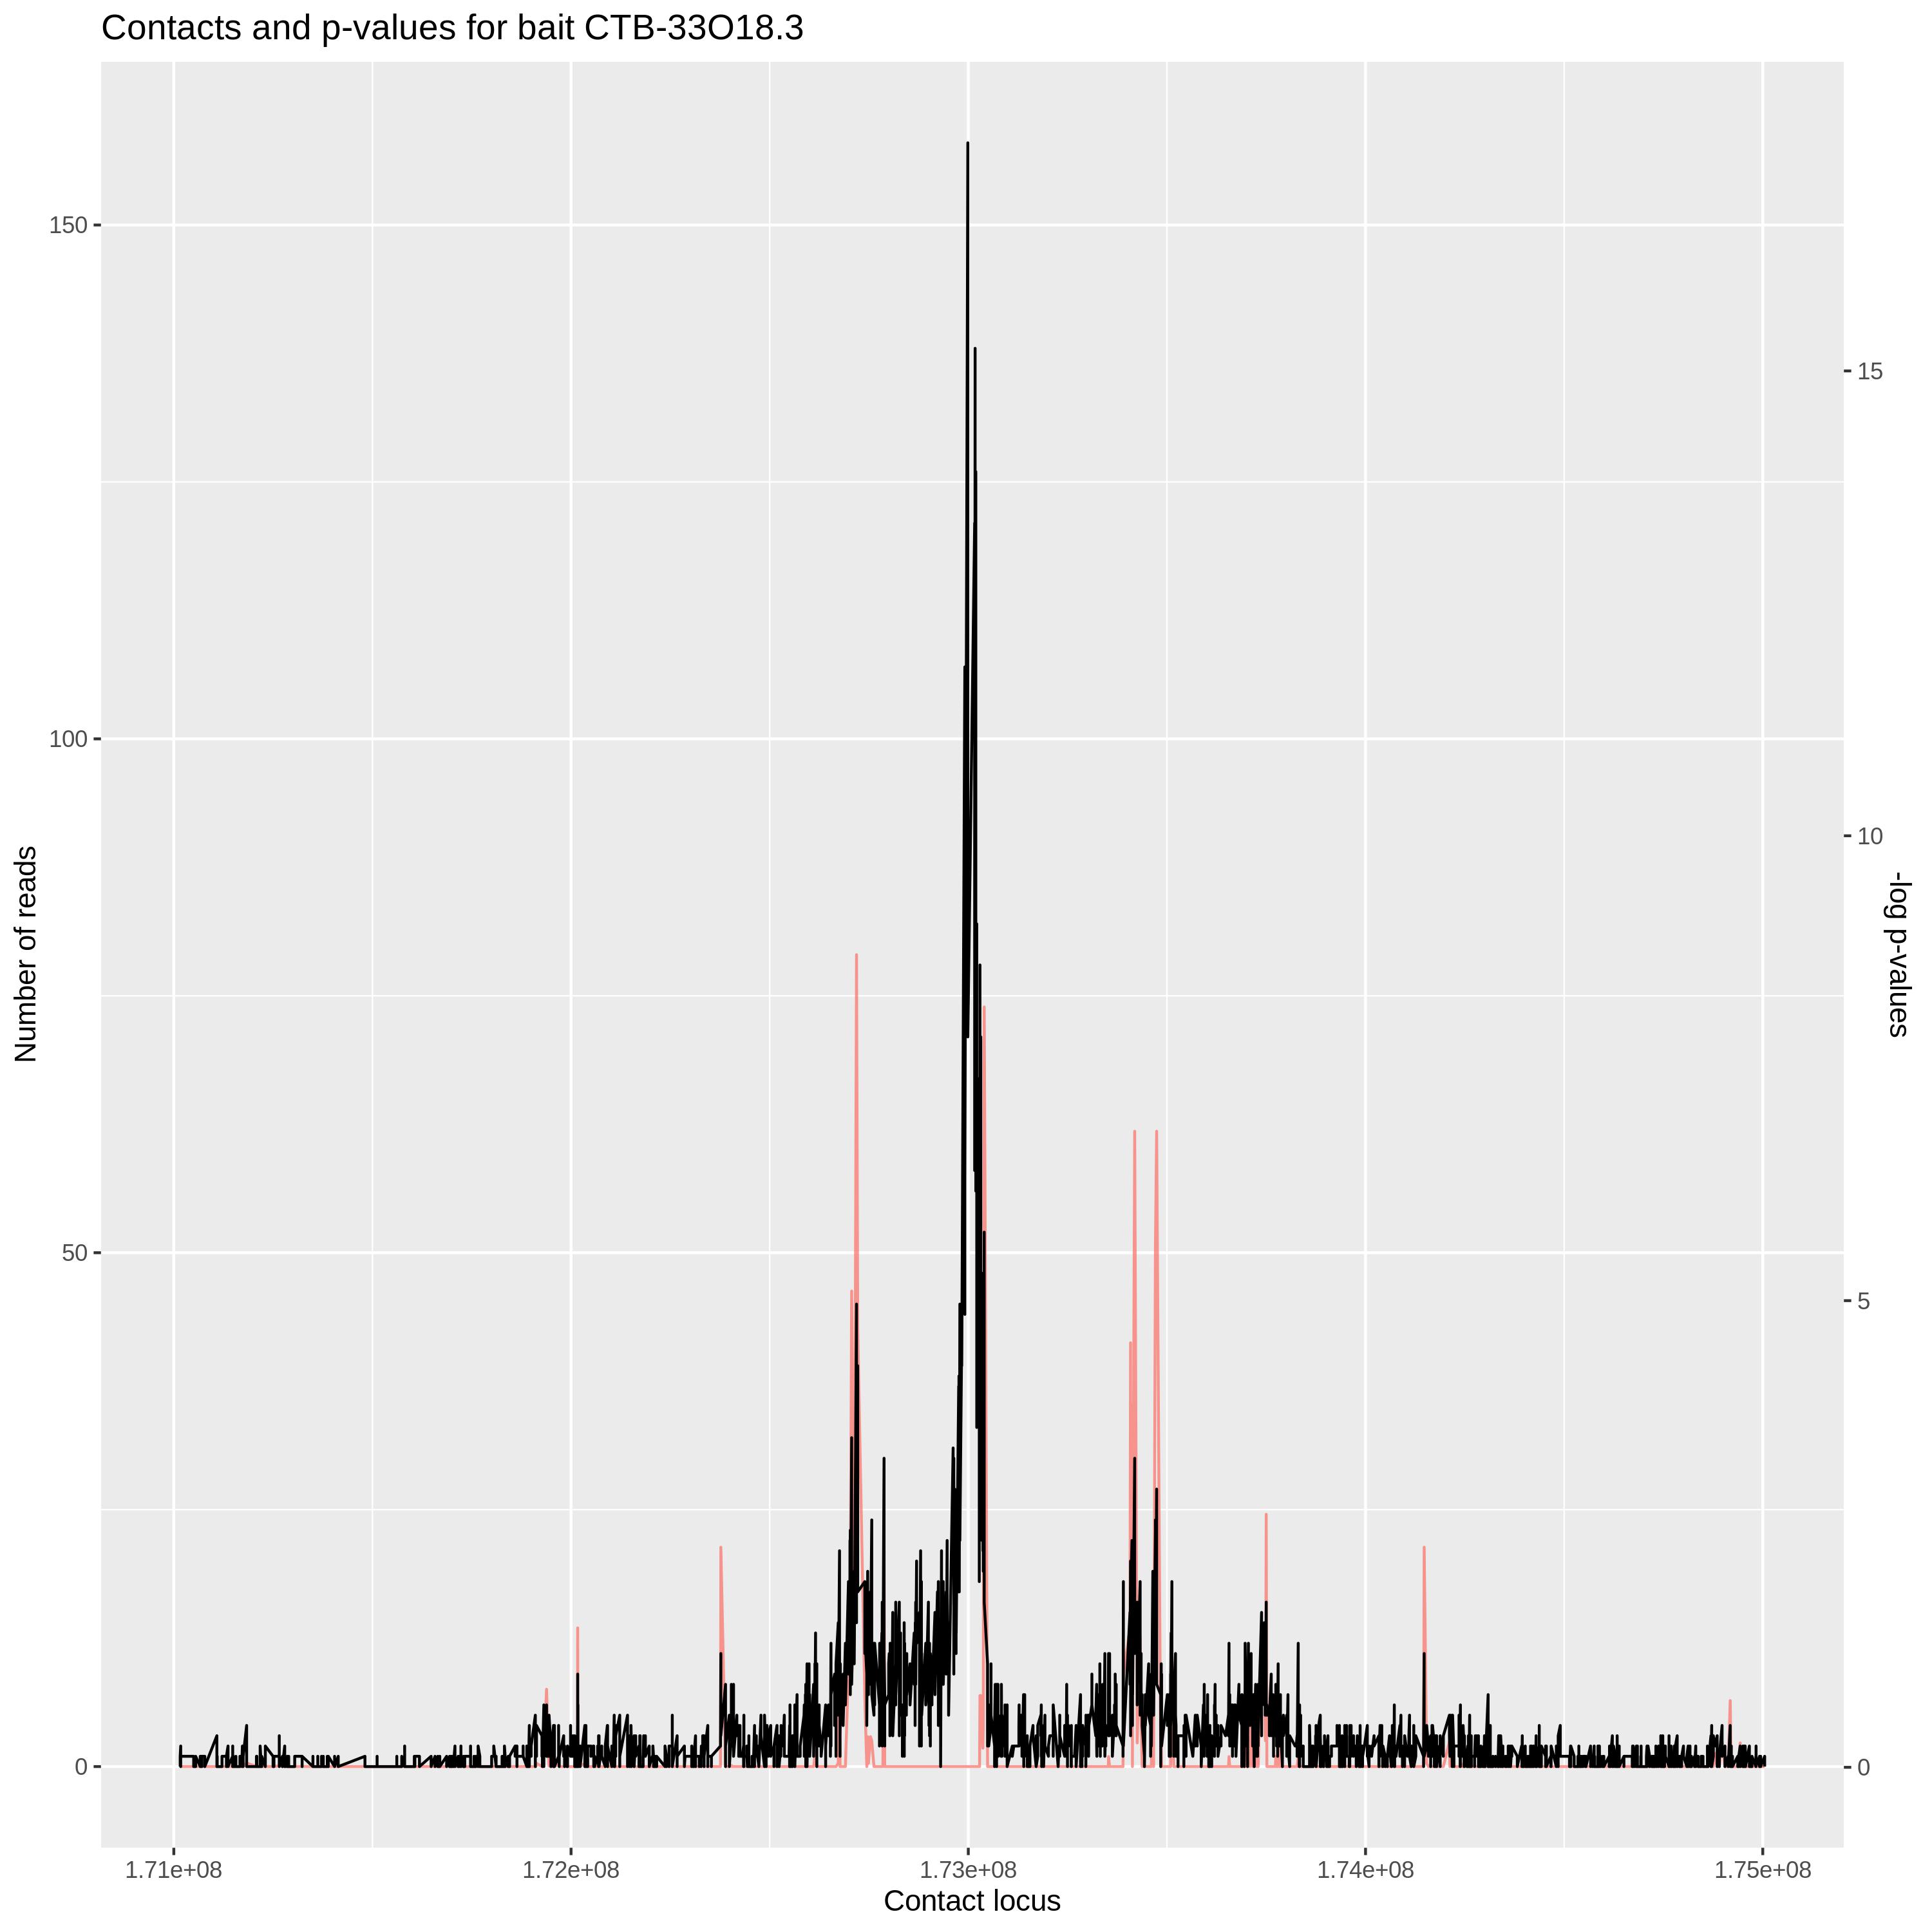 Contacts and p-values for bait CTB-33O18.3
150
100
50
0
Number of reads
15
10
5
0
-log p-values
1.71e+08
1.72e+08
1.73e+08
1.74e+08
1.75e+08
Contact locus